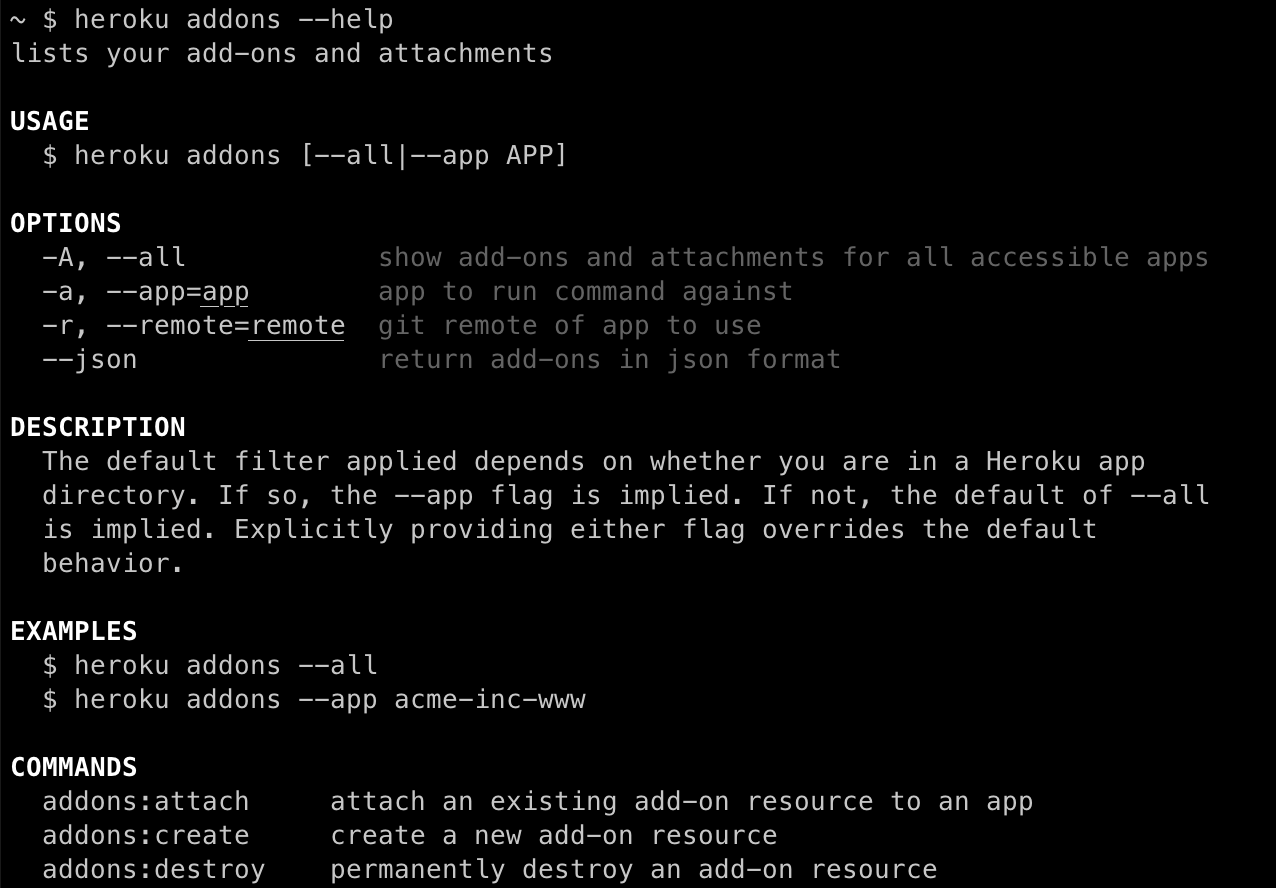 ~ $ heroku addons --help
lists your add-ons and attachments
USAGE
$ heroku addons [--all|--app APP]
OPTIONS
-A, --all show add-ons and attachments for all accessible apps
-a, --app=app app to run command against
-r, --remote=remote git remote of app to use
--json return add-ons in json format
DESCRIPTION
The default filter applied depends on whether you are in a Heroku app
directory. If so, the --app flag is implied. If not, the default of --all
is implied. Explicitly providing either flag overrides the default
behavior.
EXAMPLES
$ heroku addons --all
$ heroku addons --app acme-inc-www
COMMANDS
addons:attach attach an existing add-on resource to an app
addons:create create a new add-on resource
addons:destroy permanently destroy an add-on resource